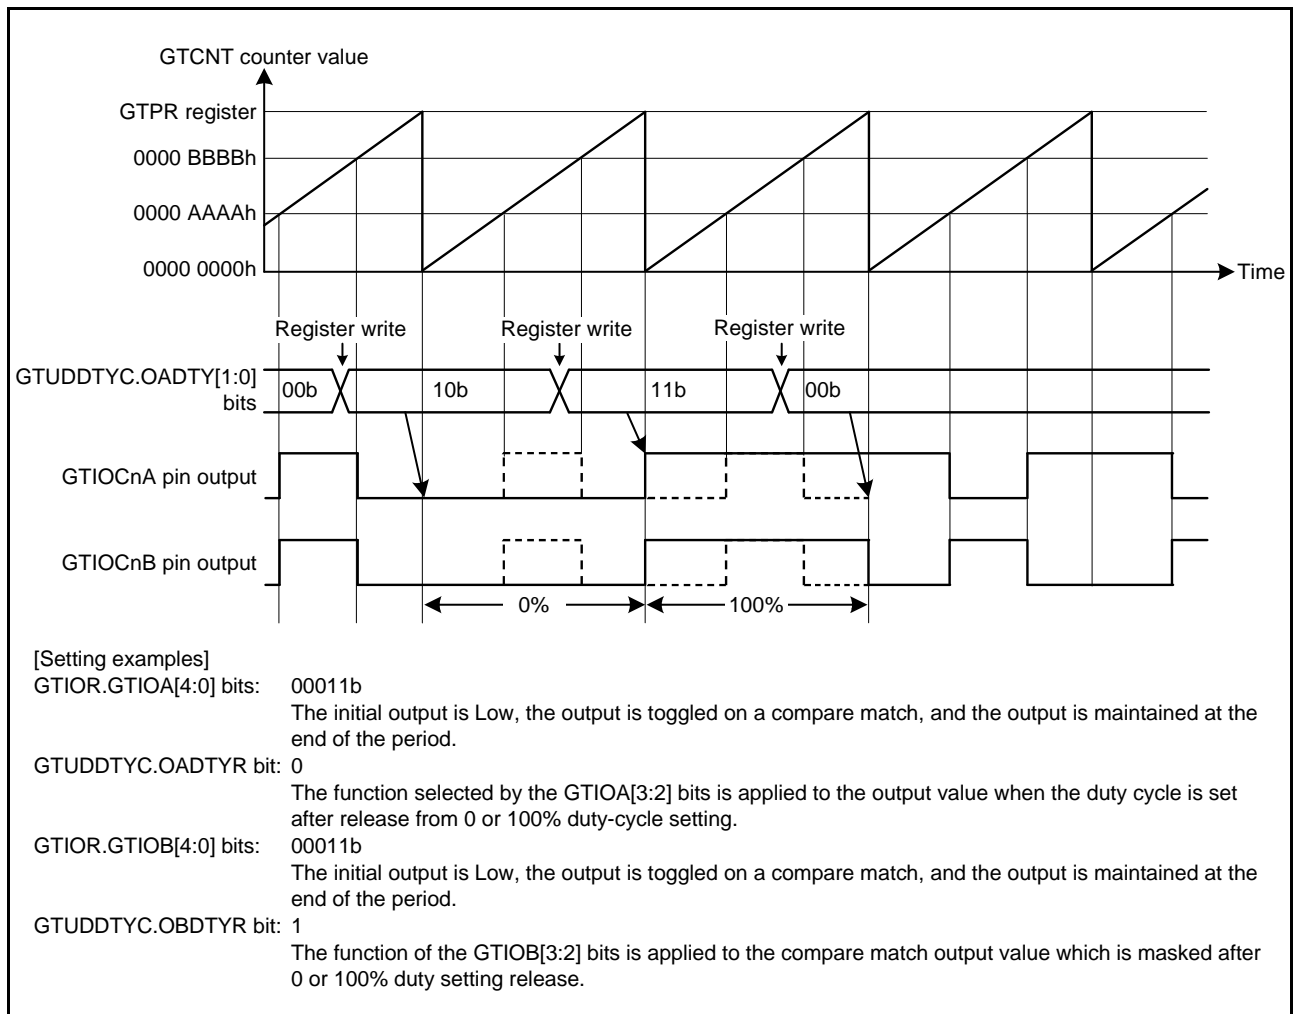 GTCNT counter value
GTPR register
0000 BBBBh
0000 AAAAh
0000 0000h
Time
Register write Register write Register write
GTUDDTYC.OADTY[1:0]
bits
00b 10b 11b 00b
GTIOCnA pin output
GTIOCnB pin output
0% 100%
[Setting examples]
GTIOR.GTIOA[4:0] bits: 00011b
The initial output is Low, the output is toggled on a compare match, and the output is maintained at the
end of the period.
GTUDDTYC.OADTYR bit: 0
The function selected by the GTIOA[3:2] bits is applied to the output value when the duty cycle is set
after release from 0 or 100% duty-cycle setting.
GTIOR.GTIOB[4:0] bits: 00011b
The initial output is Low, the output is toggled on a compare match, and the output is maintained at the
end of the period.
GTUDDTYC.OBDTYR bit: 1
The function of the GTIOB[3:2] bits is applied to the compare match output value which is masked after
0 or 100% duty setting release.